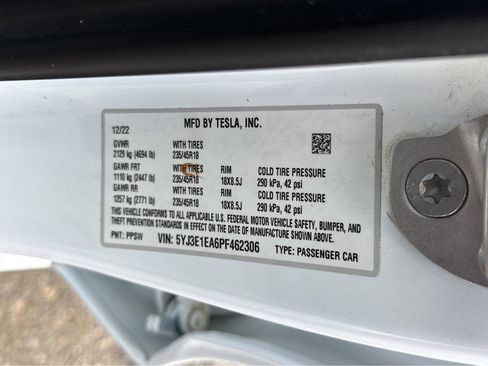 MFD BY TESLA, INC.
12/22
GVWR WITH TIRES
2129 kg (4694 lb) 235/45R18
GAWR FRT WITH TIRES RIM COLD TIRE PRESSURE
1110 kg (2447 lb) 235/45R18 18X8.5J 290 kPa, 42 psi
GAWR RR WITH TIRES RIM COLD TIRE PRESSURE
1257 kg (2771 lb) 235/45R18 18X8.5J 290 kPa, 42 psi
THIS VEHICLE CONFORMS TO ALL APPLICABLE U.S. FEDERAL MOTOR VEHICLE SAFETY, BUMPER, AND
THEFT PREVENTION STANDARDS IN EFFECT ON THE DATE OF MANUFACTURE SHOWN ABOVE.
PNT: PPSW VIN: 5YJ3E1EA6PF462306 TYPE: PASSENGER CAR